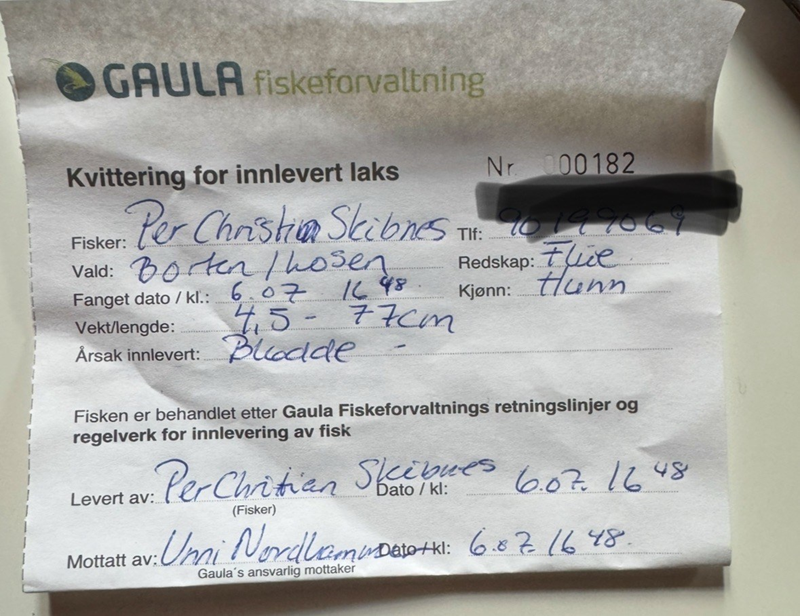 GAULA fiskeforvaltning
Kvittering for innlevert laks Nr. 000182
Fisker: Per Christian Skibnes Tlf:
Vald: Borten / Redskap: Flue
Fanget dato / kl.: 6.07 16 48 Kjønn: Hunn
Vekt/lengde: 4,5 - 77cm
Årsak innlevert: Blødde -
Fisken er behandlet etter Gaula Fiskeforvaltnings retningslinjer og
regelverk for innlevering av fisk
Levert av: Per Chritian Skibnes Dato / kl: 6.07. 16 48
(Fisker)
Mottatt av: Unni Dato / kl: 6.07. 16 48.
Gaula´s ansvarlig mottaker